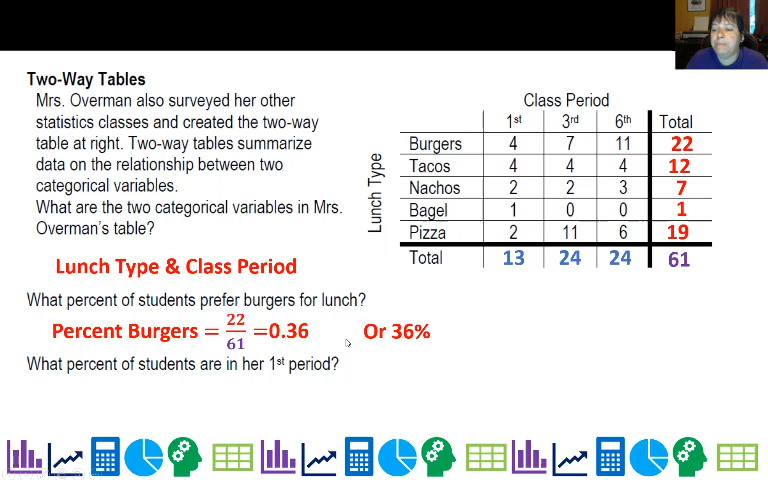 Two-Way Tables
Mrs. Overman also surveyed her other
statistics classes and created the two-way
table at right. Two-way tables summarize
data on the relationship between two
categorical variables.
What are the two categorical variables in Mrs.
Overman's table?
Lunch Type & Class Period
What percent of students prefer burgers for lunch?
Percent Burgers = 22/61 =0.36 Or 36%
What percent of students are in her 1st period?
Class Period
1st 3rd 6th Total
Lunch Type
Burgers 4 7 11 22
Tacos 4 4 4 12
Nachos 2 2 3 7
Bagel 1 0 0 1
Pizza 2 11 6 19
Total 13 24 24 61